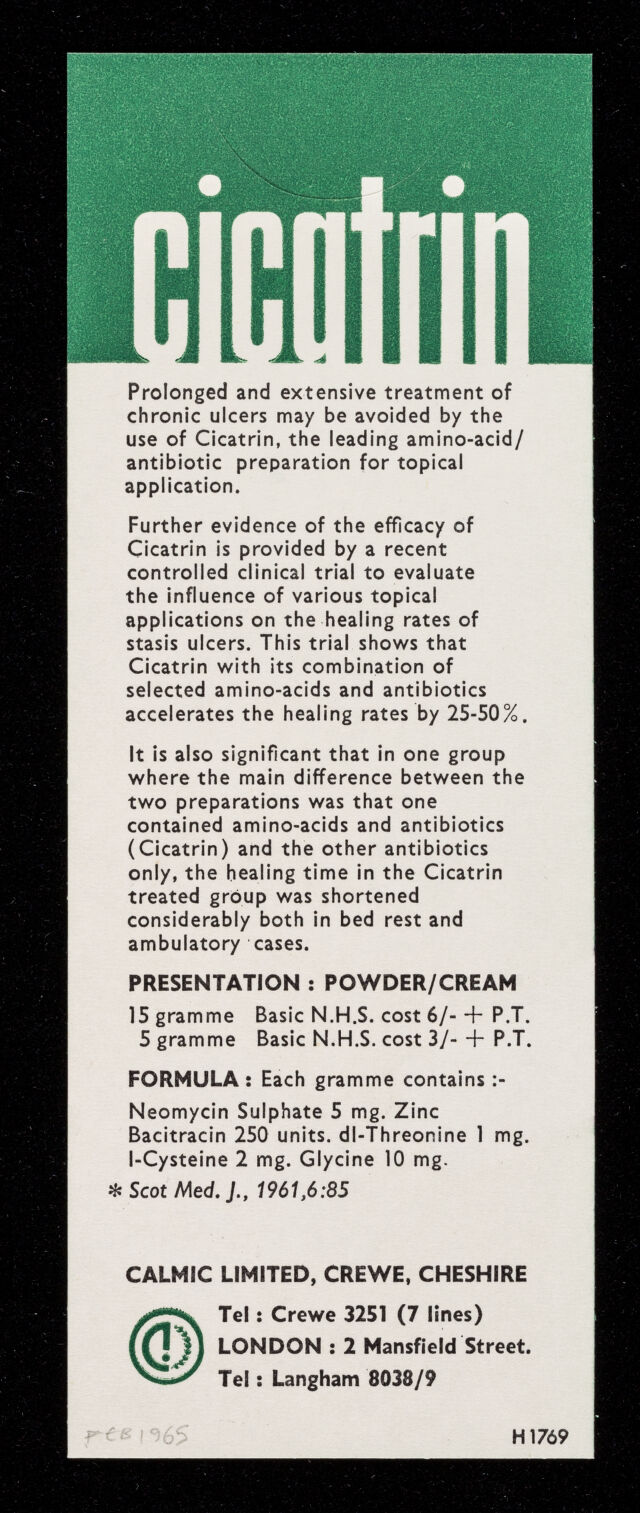 cicatrin
Prolonged and extensive treatment of
chronic ulcers may be avoided by the
use of Cicatrin, the leading amino-acid/
antibiotic preparation for topical
application.
Further evidence of the efficacy of
Cicatrin is provided by a recent
controlled clinical trial to evaluate
the influence of various topical
applications on the healing rates of
stasis ulcers. This trial shows that
Cicatrin with its combination of
selected amino-acids and antibiotics
accelerates the healing rates by 25-50%.
It is also significant that in one group
where the main difference between the
two preparations was that one
contained amino-acids and antibiotics
(Cicatrin) and the other antibiotics
only, the healing time in the Cicatrin
treated group was shortened
considerably both in bed rest and
ambulatory cases.
PRESENTATION : POWDER/CREAM
15 gramme Basic N.H.S. cost 6/- + P.T.
5 gramme Basic N.H.S. cost 3/- + P.T.
FORMULA : Each gramme contains :-
Neomycin Sulphate 5 mg. Zinc
Bacitracin 250 units. dl-Threonine 1 mg.
l-Cysteine 2 mg. Glycine 10 mg.
* Scot Med. J., 1961,6:85
CALMIC LIMITED, CREWE, CHESHIRE
Tel : Crewe 3251 (7 lines)
LONDON : 2 Mansfield Street.
Tel : Langham 8038/9
FEB 1965
H1769